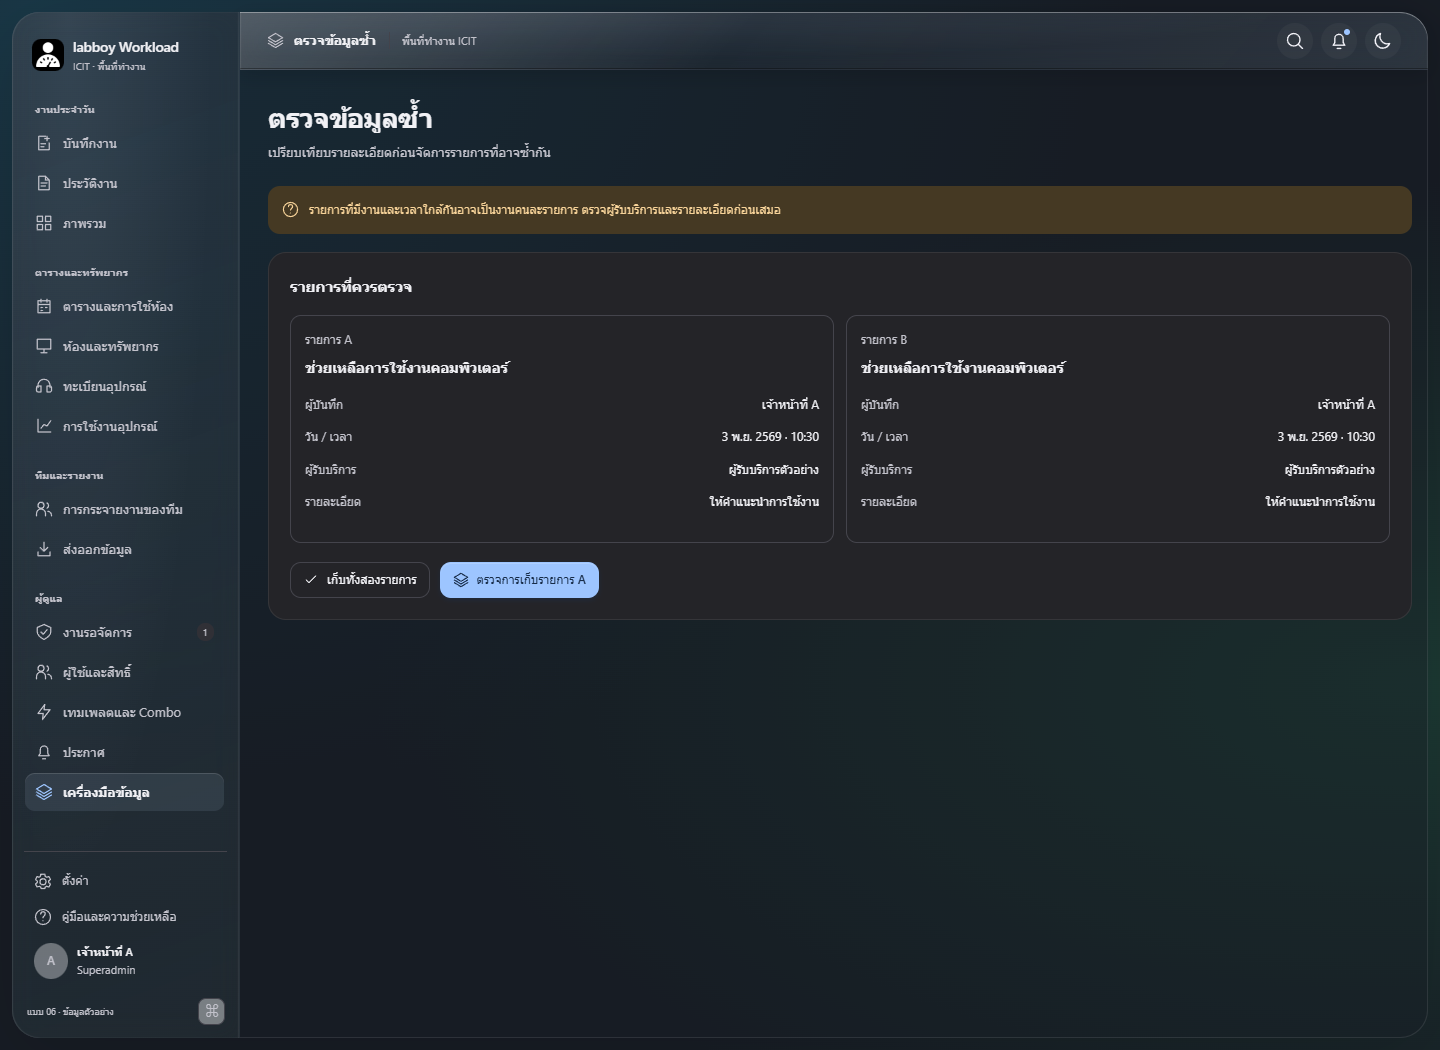 labboy Workload
ICIT · พื้นที่ทำงาน
งานประจำวัน
บันทึกงาน
ประวัติงาน
ภาพรวม
ตารางและทรัพยากร
ตารางและการใช้ห้อง
ห้องและทรัพยากร
ทะเบียนอุปกรณ์
การใช้งานอุปกรณ์
ทีมและรายงาน
การกระจายงานของทีม
ส่งออกข้อมูล
ผู้ดูแล
งานรอจัดการ 1
ผู้ใช้และสิทธิ์
เทมเพลตและ Combo
ประกาศ
เครื่องมือข้อมูล
ตั้งค่า
คู่มือและความช่วยเหลือ
A
เจ้าหน้าที่ A
Superadmin
แบบ 06 · ข้อมูลตัวอย่าง ⌘
ตรวจข้อมูลซ้ำ พื้นที่ทำงาน ICIT
ตรวจข้อมูลซ้ำ
เปรียบเทียบรายละเอียดก่อนจัดการรายการที่อาจซ้ำกัน
รายการที่มีงานและเวลาใกล้กันอาจเป็นงานคนละรายการ ตรวจผู้รับบริการและรายละเอียดก่อนเสมอ
รายการที่ควรตรวจ
รายการ A
ช่วยเหลือการใช้งานคอมพิวเตอร์
ผู้บันทึก เจ้าหน้าที่ A
วัน / เวลา 3 พ.ย. 2569 · 10:30
ผู้รับบริการ ผู้รับบริการตัวอย่าง
รายละเอียด ให้คำแนะนำการใช้งาน
รายการ B
ช่วยเหลือการใช้งานคอมพิวเตอร์
ผู้บันทึก เจ้าหน้าที่ A
วัน / เวลา 3 พ.ย. 2569 · 10:30
ผู้รับบริการ ผู้รับบริการตัวอย่าง
รายละเอียด ให้คำแนะนำการใช้งาน
เก็บทั้งสองรายการ
ตรวจการเก็บรายการ A